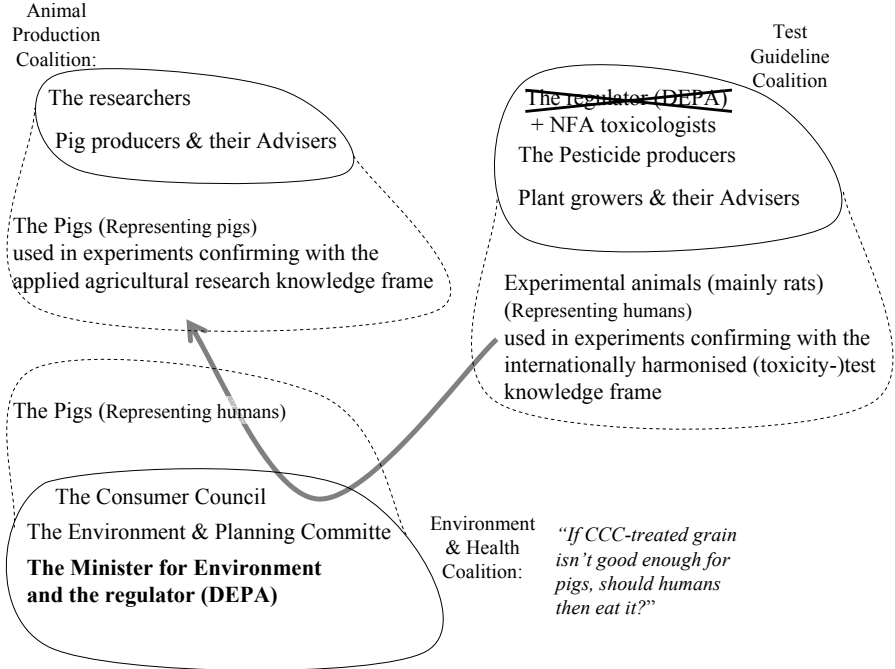 Animal
Production
Coalition:
The researchers
Pig producers & their Advisers
The Pigs (Representing pigs)
used in experiments confirming with the
applied agricultural research knowledge frame
Test
Guideline
Coalition
The regulator (DEPA)
+ NFA toxicologists
The Pesticide producers
Plant growers & their Advisers
Experimental animals (mainly rats)
(Representing humans)
used in experiments confirming with the
internationally harmonised (toxicity-)test
knowledge frame
The Pigs (Representing humans)
The Consumer Council
The Environment & Planning Committe
The Minister for Environment
and the regulator (DEPA)
Environment
& Health
Coalition:
“If CCC-treated grain
isn’t good enough for
pigs, should humans
then eat it?”